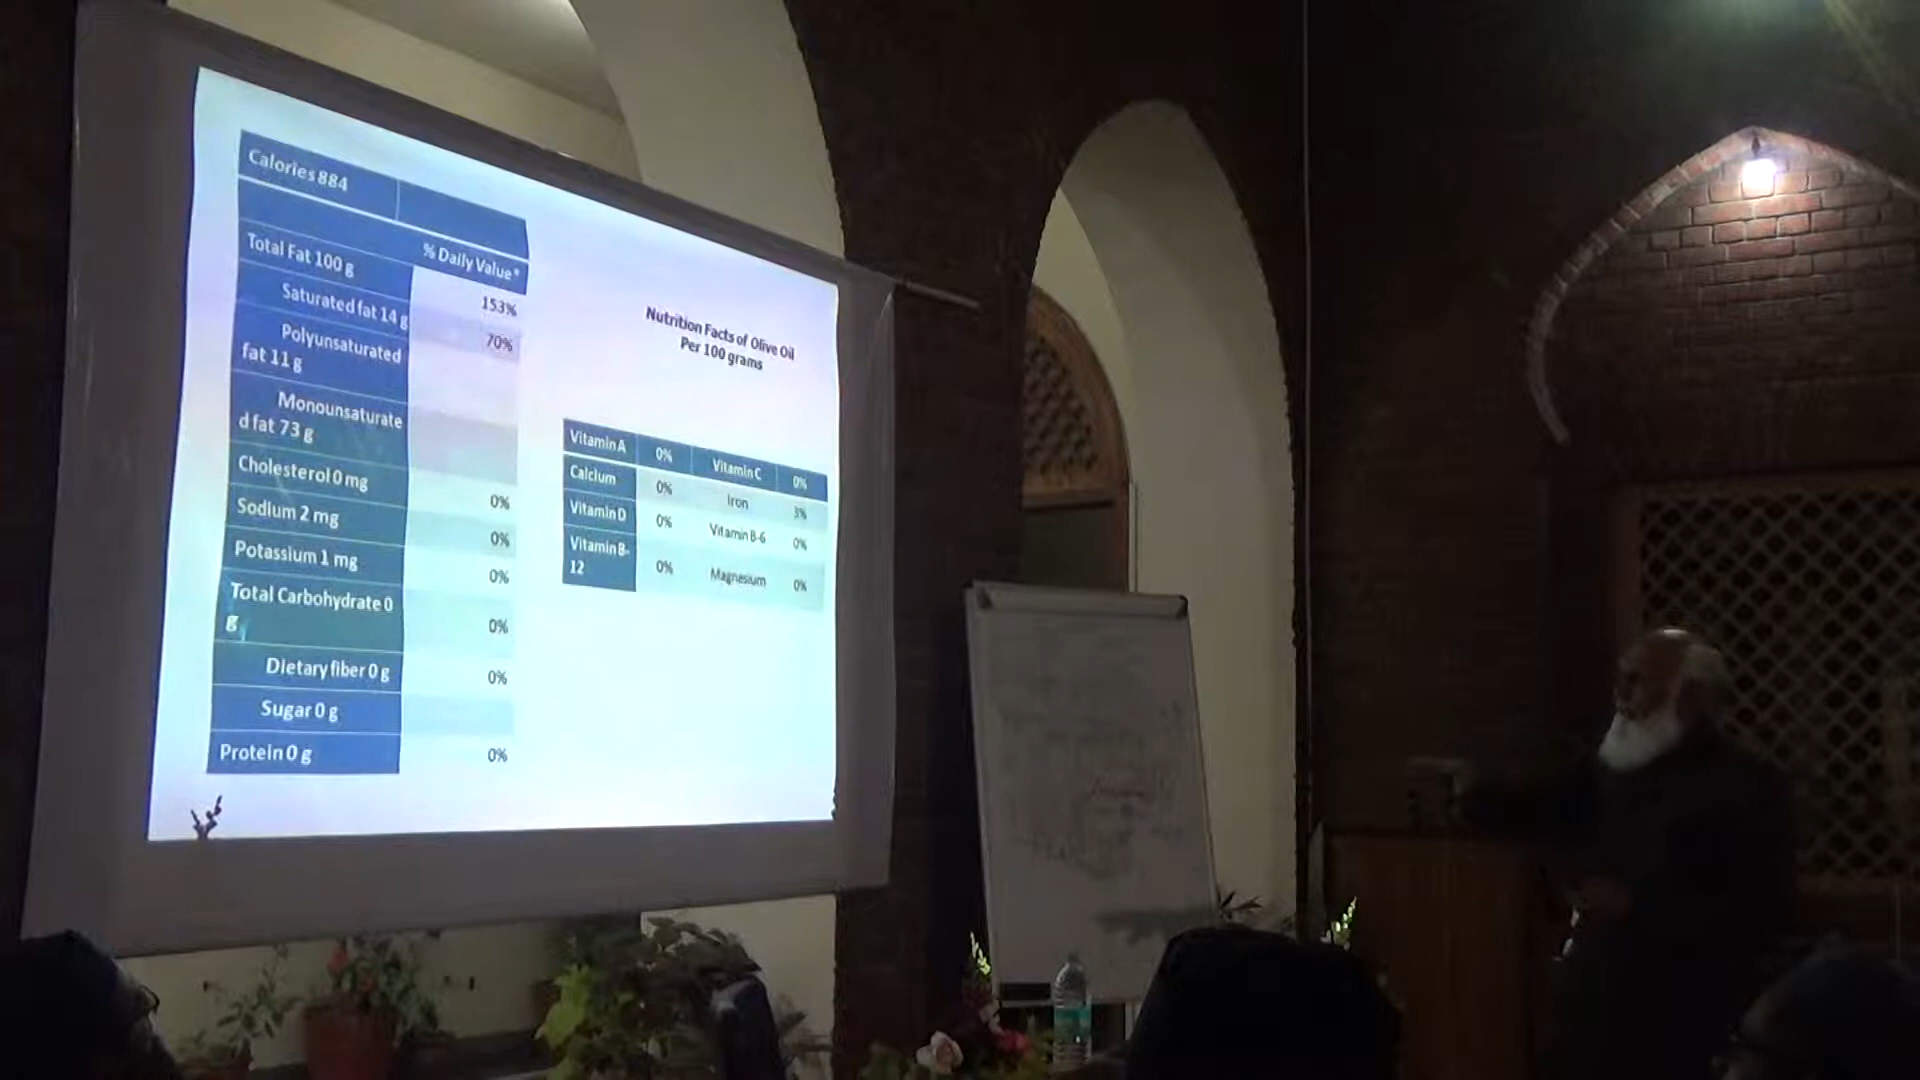 Calories 884
% Daily Value*
Total Fat 100 g 153%
Saturated fat 14 g 70%
Polyunsaturated
fat 11 g
Monounsaturate
d fat 73 g
Cholesterol 0 mg 0%
Sodium 2 mg 0%
Potassium 1 mg 0%
Total Carbohydrate 0
g 0%
Dietary fiber 0 g 0%
Sugar 0 g
Protein 0 g 0%
Nutrition Facts of Olive Oil
Per 100 grams
Vitamin A 0% Vitamin C 0%
Calcium 0% Iron 3%
Vitamin D 0% Vitamin B-6 0%
Vitamin B-
12 0% Magnesium 0%